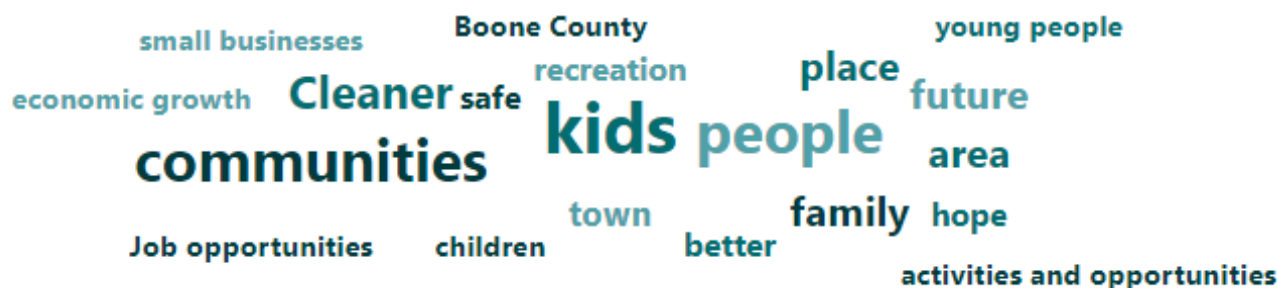 Boone County
young people
small businesses
recreation
place
economic growth
Cleaner
safe
future
kids
people
communities
area
town
family
hope
Job opportunities
children
better
activities and opportunities